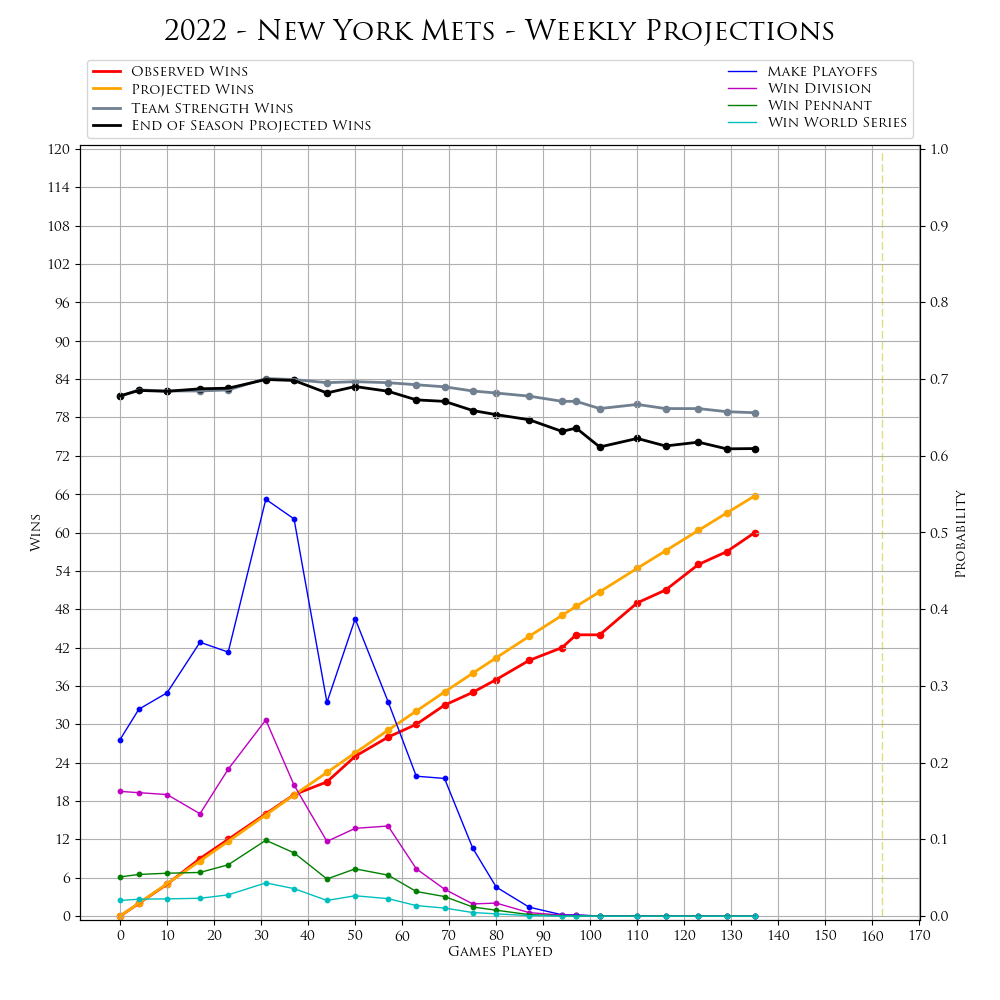 2022 - New York Mets - Weekly Projections
Observed Wins
Projected Wins
Team Strength Wins
End of Season Projected Wins
Make Playoffs
Win Division
Win Pennant
Win World Series
120
114
108
102
96
90
84
78
72
66
60
54
48
42
36
30
24
18
12
6
0
Wins
1.0
0.9
0.8
0.7
0.6
0.5
0.4
0.3
0.2
0.1
0.0
Probability
0 10 20 30 40 50 60 70 80 90 100 110 120 130 140 150 160 170
Games Played